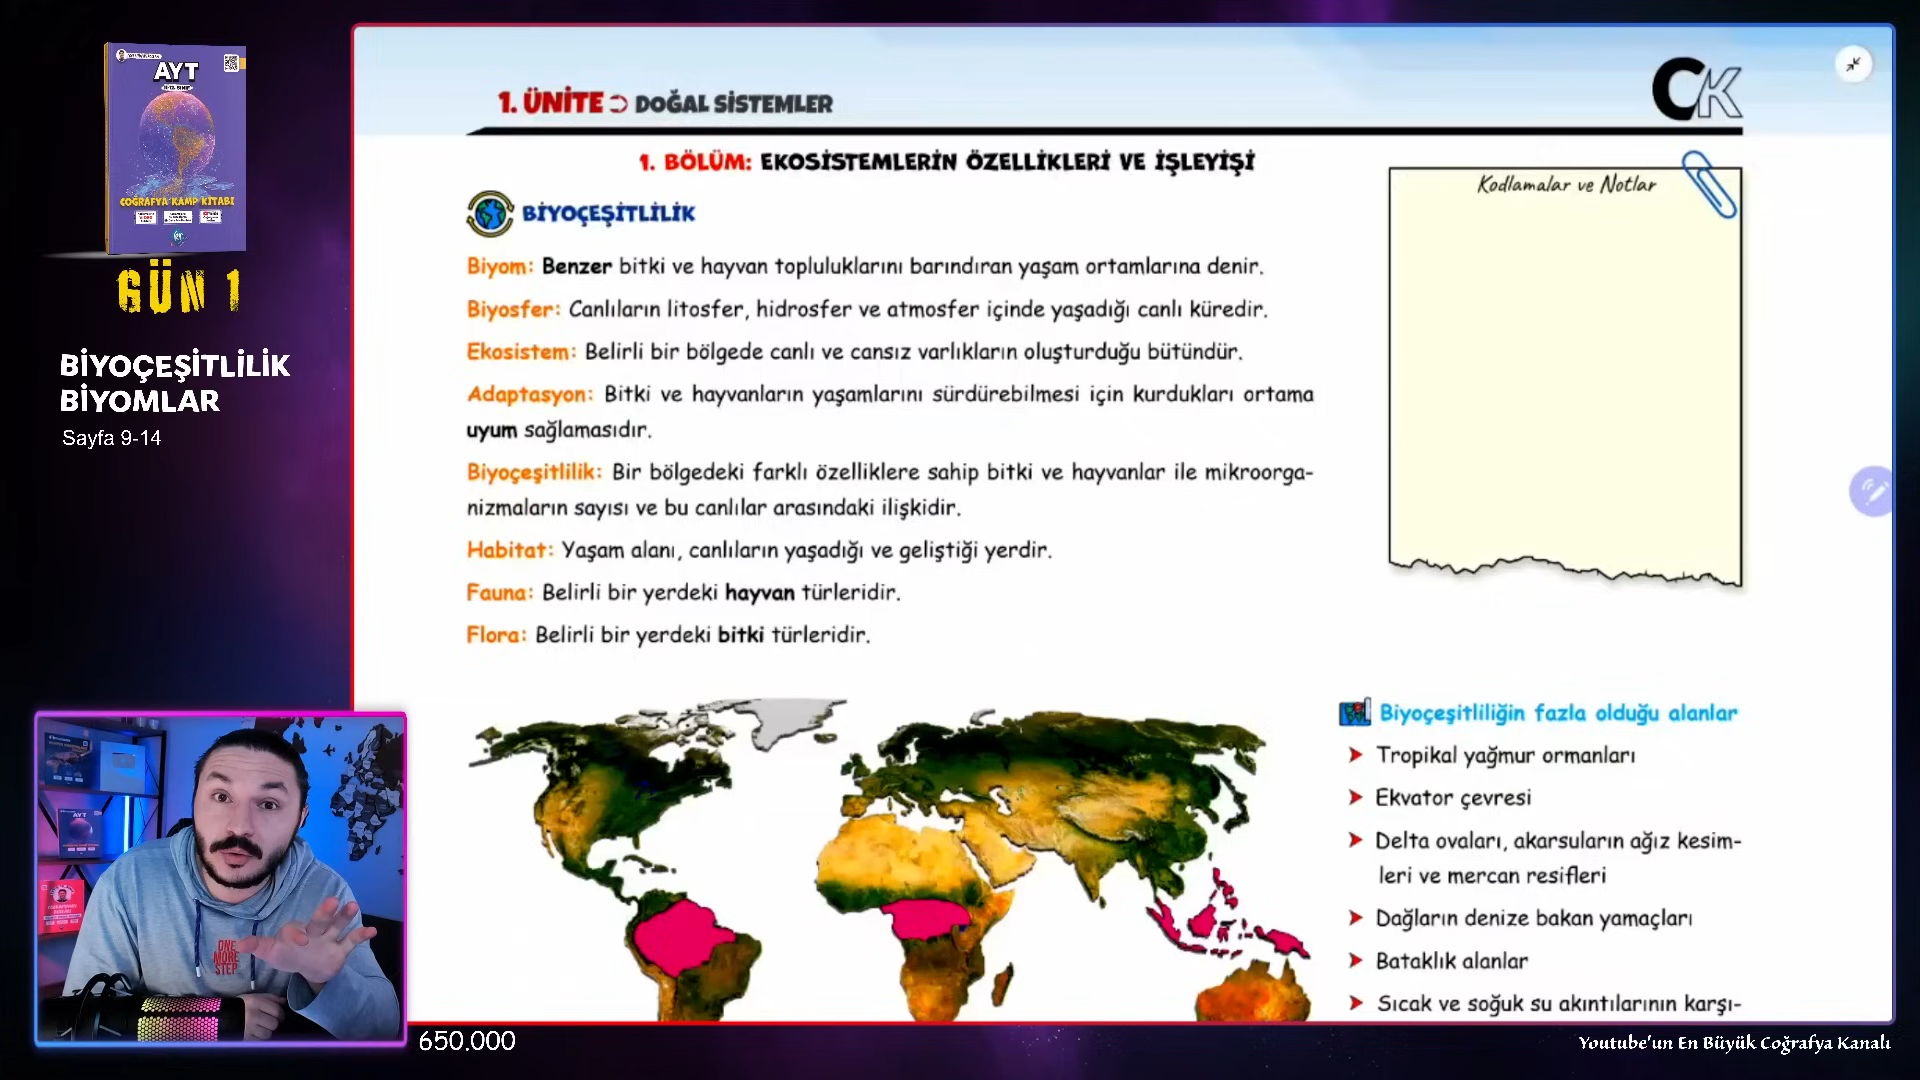 AYT
11-12. SINIF
COĞRAFYA KAMP KİTABI
GÜN 1
BİYOÇEŞİTLİLİK
BİYOMLAR
Sayfa 9-14
1. ÜNİTE ➲ DOĞAL SİSTEMLER
CK
1. BÖLÜM: EKOSİSTEMLERİN ÖZELLİKLERİ VE İŞLEYİŞİ
BİYOÇEŞİTLİLİK
Biyom: Benzer bitki ve hayvan topluluklarını barındıran yaşam ortamlarına denir.
Biyosfer: Canlıların litosfer, hidrosfer ve atmosfer içinde yaşadığı canlı küredir.
Ekosistem: Belirli bir bölgede canlı ve cansız varlıkların oluşturduğu bütündür.
Adaptasyon: Bitki ve hayvanların yaşamlarını sürdürebilmesi için kurdukları ortama
uyum sağlamasıdır.
Biyoçeşitlilik: Bir bölgedeki farklı özelliklere sahip bitki ve hayvanlar ile mikroorga-
nizmaların sayısı ve bu canlılar arasındaki ilişkidir.
Habitat: Yaşam alanı, canlıların yaşadığı ve geliştiği yerdir.
Fauna: Belirli bir yerdeki hayvan türleridir.
Flora: Belirli bir yerdeki bitki türleridir.
Kodlamalar ve Notlar
Biyoçeşitliliğin fazla olduğu alanlar
➤ Tropikal yağmur ormanları
➤ Ekvator çevresi
➤ Delta ovaları, akarsuların ağız kesim-
leri ve mercan resifleri
➤ Dağların denize bakan yamaçları
➤ Bataklık alanlar
➤ Sıcak ve soğuk su akıntılarının karşı-
AYT
ONE
MORE
STEP
650.000
Youtube'un En Büyük Coğrafya Kanalı